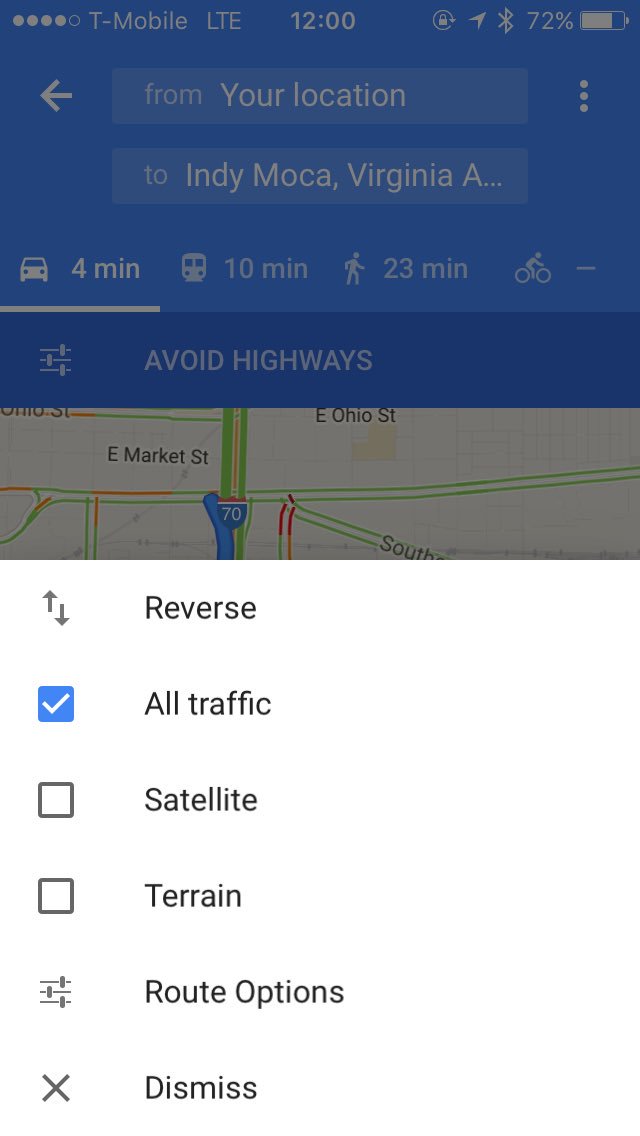 T-Mobile LTE 12:00 72%
from Your location
to Indy Moca, Virginia A...
4 min 10 min 23 min –
AVOID HIGHWAYS
Ohio St
E Ohio St
E Market St
70
Southe
Reverse
All traffic
Satellite
Terrain
Route Options
Dismiss